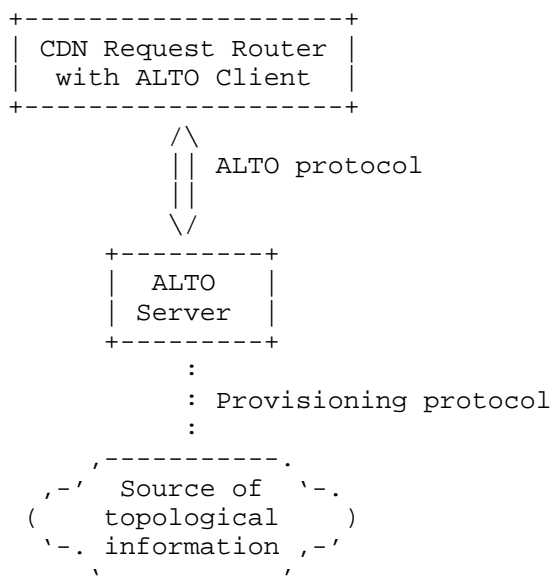 CDN Request Router
with ALTO Client
ALTO protocol
ALTO
Server
Provisioning protocol
Source of
topological
information